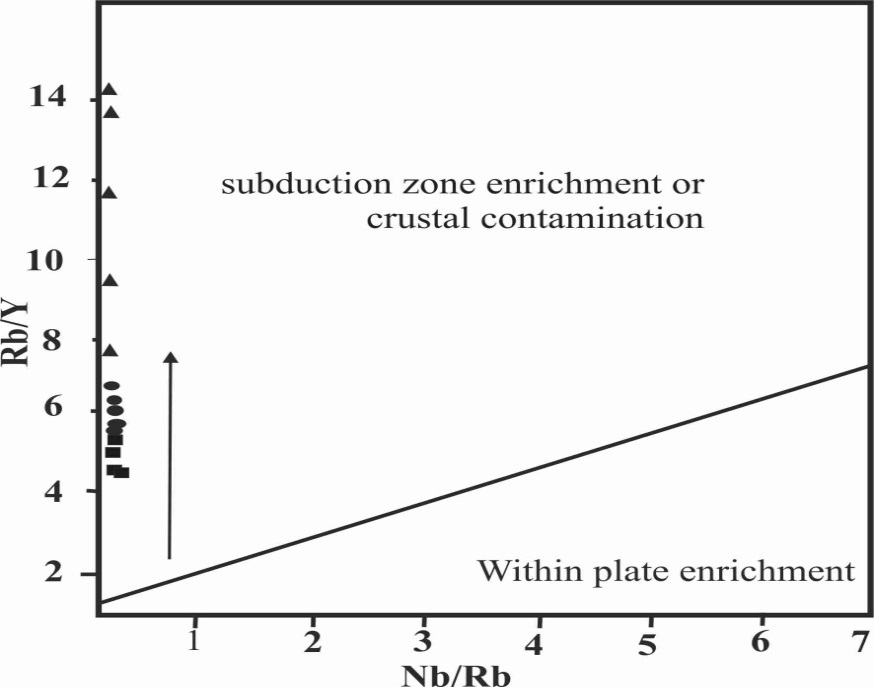 14
12
subduction zone enrichment or
crustal contamination
10
Rb/Y
8
6
4
2
Within plate enrichment
1 2 3 4 5 6 7
Nb/Rb